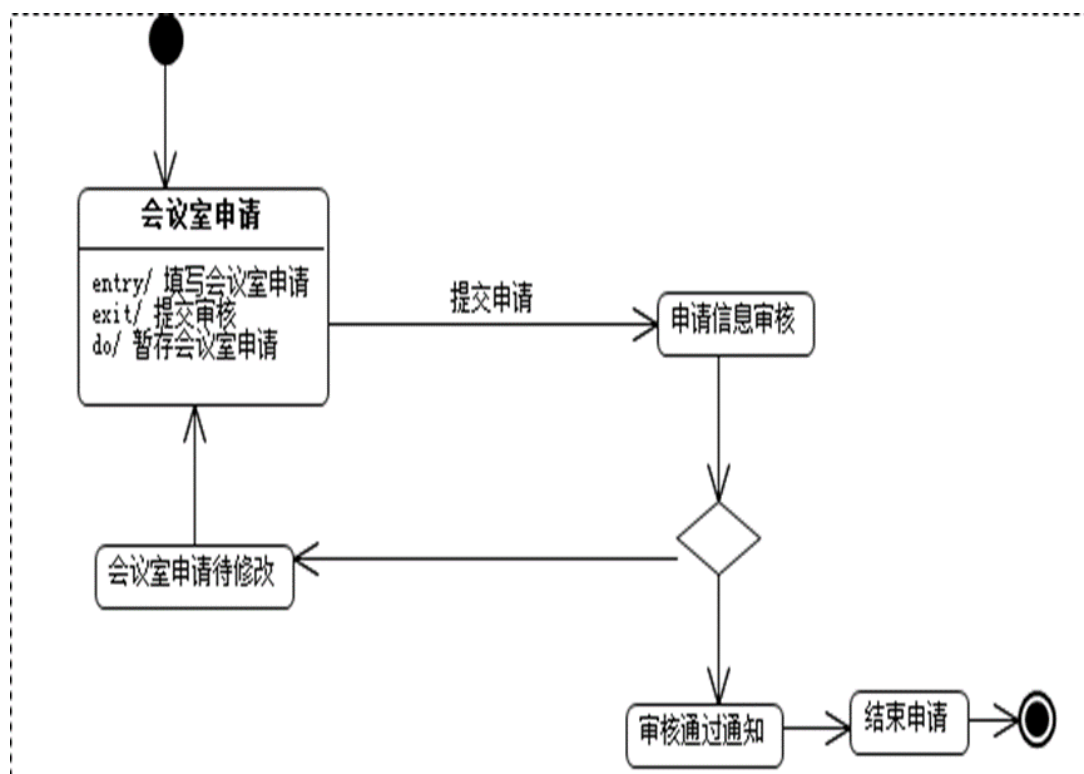 会议室申请
entry/ 填写会议室申请
exit/ 提交审核
do/ 暂存会议室申请
提交申请
申请信息审核
会议室申请待修改
审核通过通知
结束申请